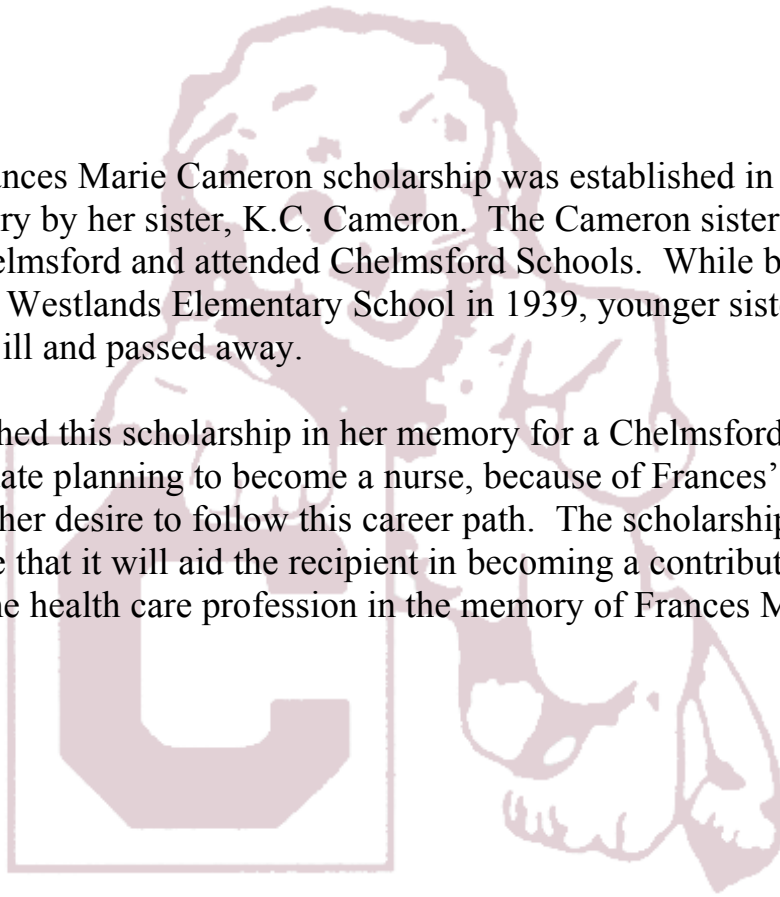 ances Marie Cameron scholarship was established in
ry by her sister, K.C. Cameron. The Cameron sister
elmsford and attended Chelmsford Schools. While b
Westlands Elementary School in 1939, younger sist
ill and passed away.
hed this scholarship in her memory for a Chelmsford
ate planning to become a nurse, because of Frances’
her desire to follow this career path. The scholarship
e that it will aid the recipient in becoming a contribut
ne health care profession in the memory of Frances M
C